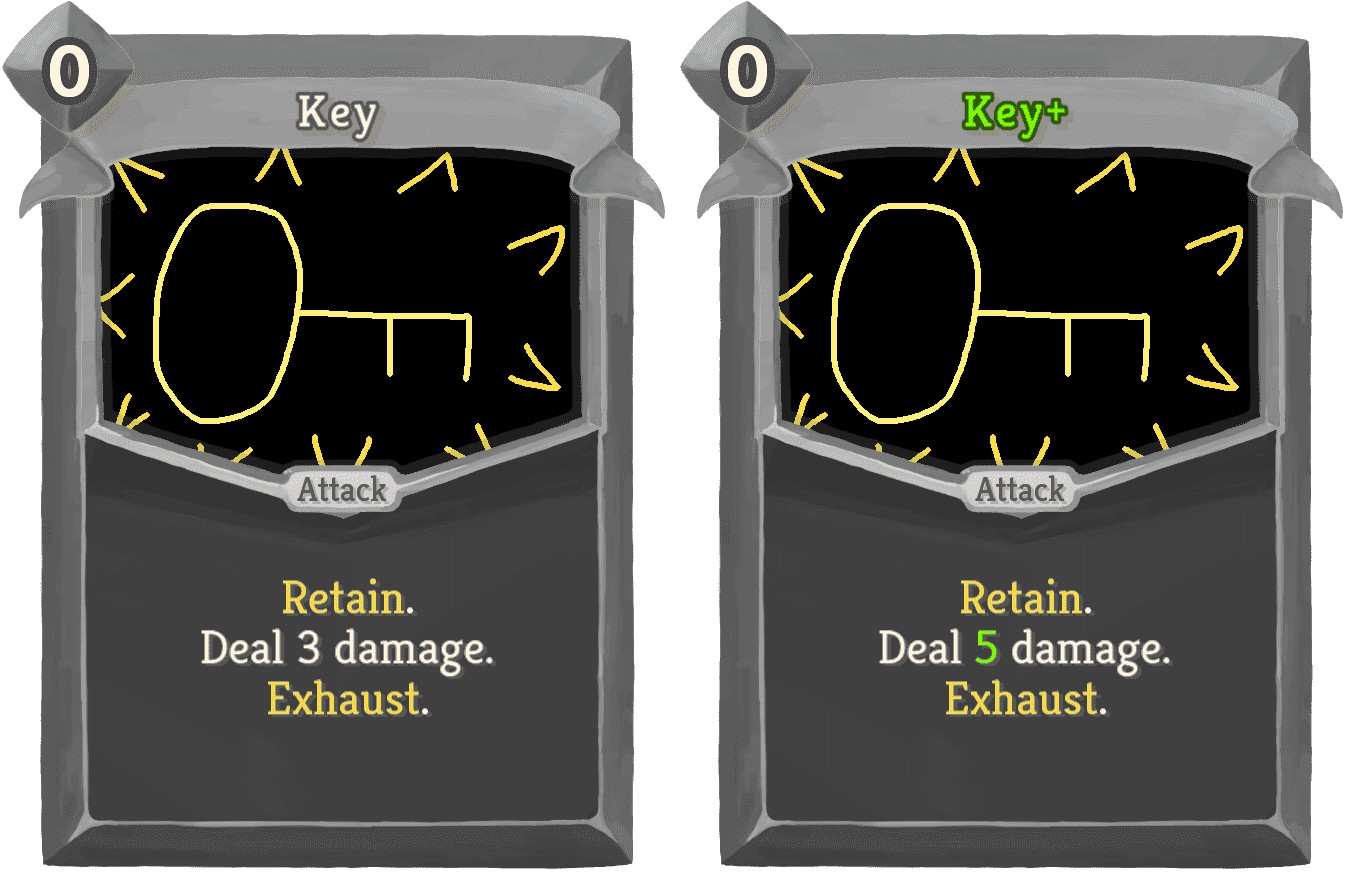 0
Key
Attack
Retain.
Deal 3 damage.
Exhaust.
0
Key+
Attack
Retain.
Deal 5 damage.
Exhaust.